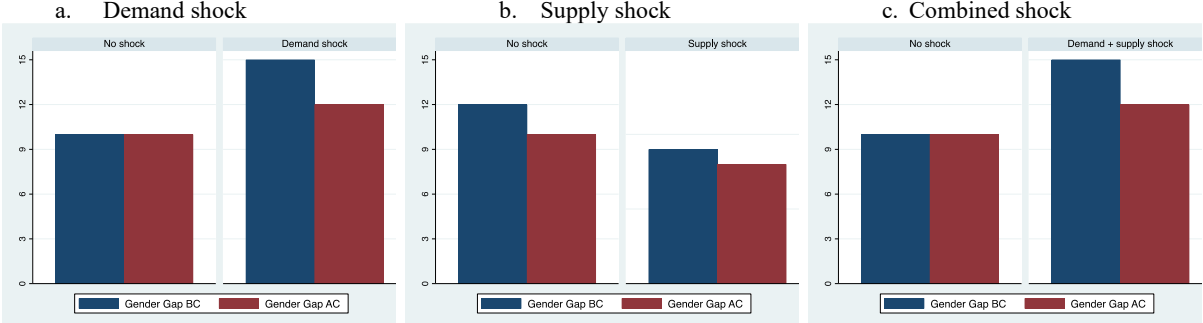 a. Demand shock
No shock
Demand shock
15
12
9
6
3
0
Gender Gap BC
Gender Gap AC
b. Supply shock
No shock
Supply shock
15
12
9
6
3
0
Gender Gap BC
Gender Gap AC
c. Combined shock
No shock
Demand + supply shock
15
12
9
6
3
0
Gender Gap BC
Gender Gap AC